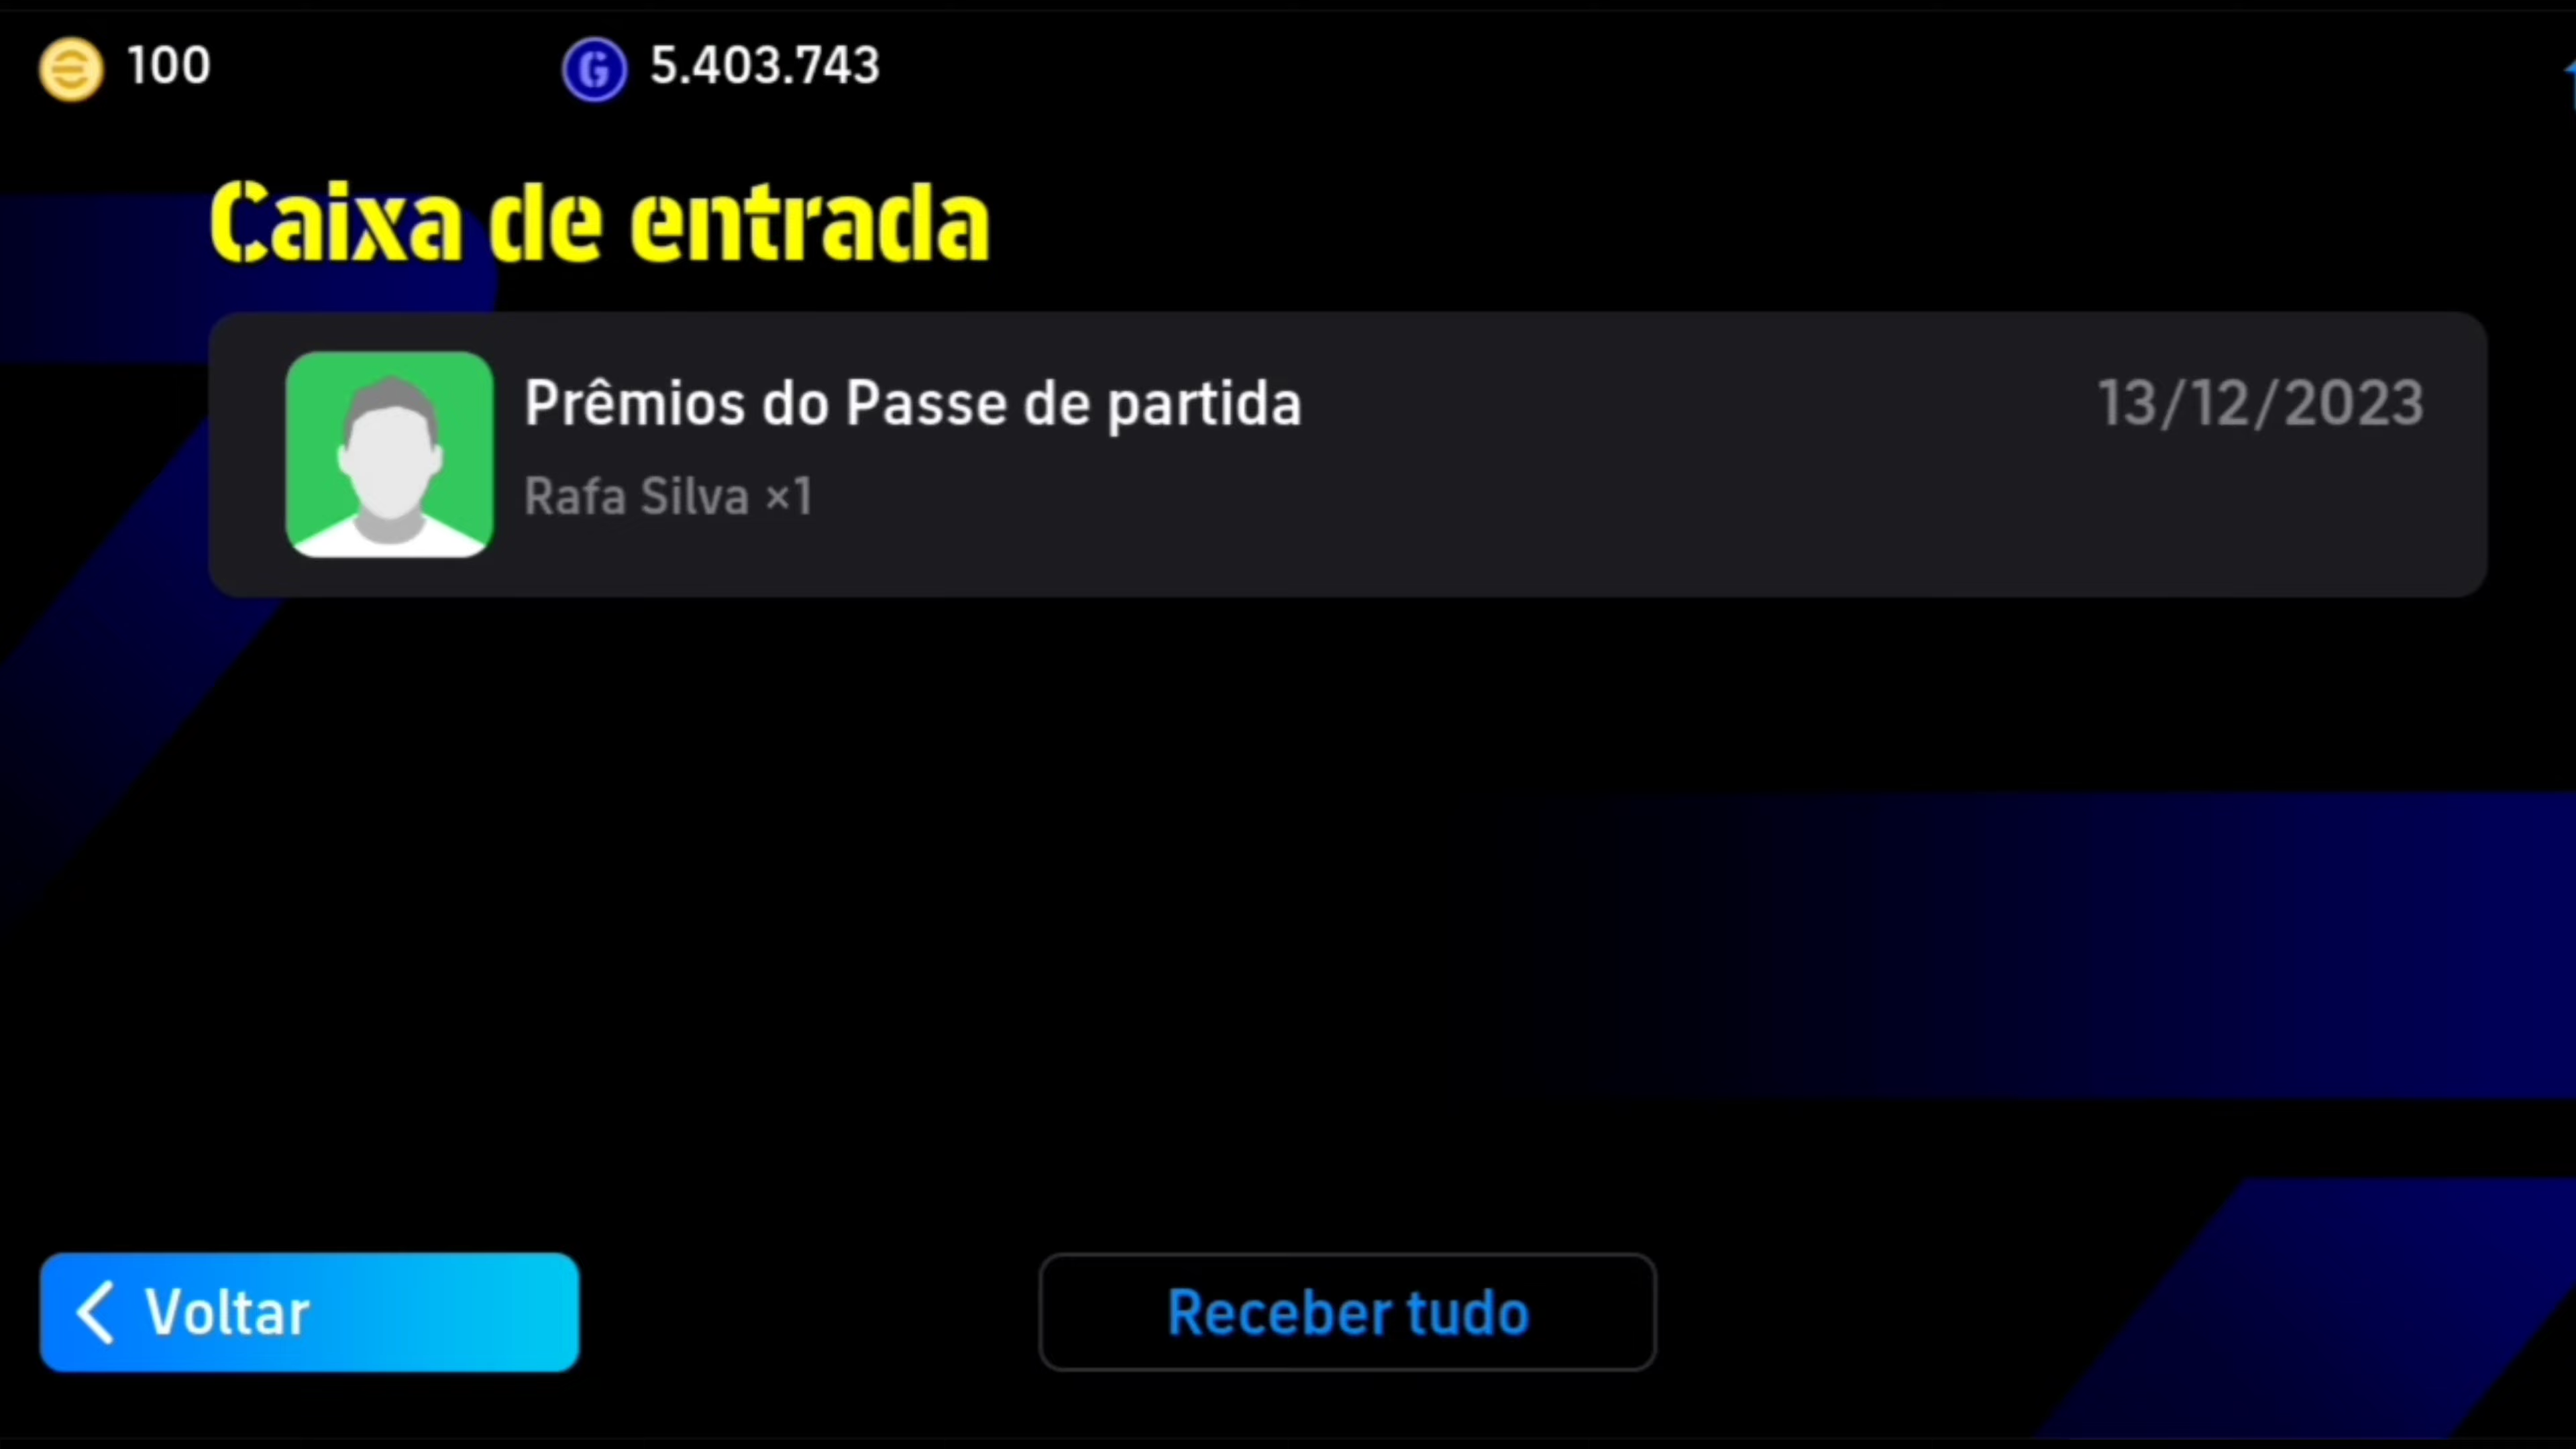 100
5.403.743
Caixa de entrada
Prêmios do Passe de partida
13/12/2023
Rafa Silva ×1
Voltar
Receber tudo